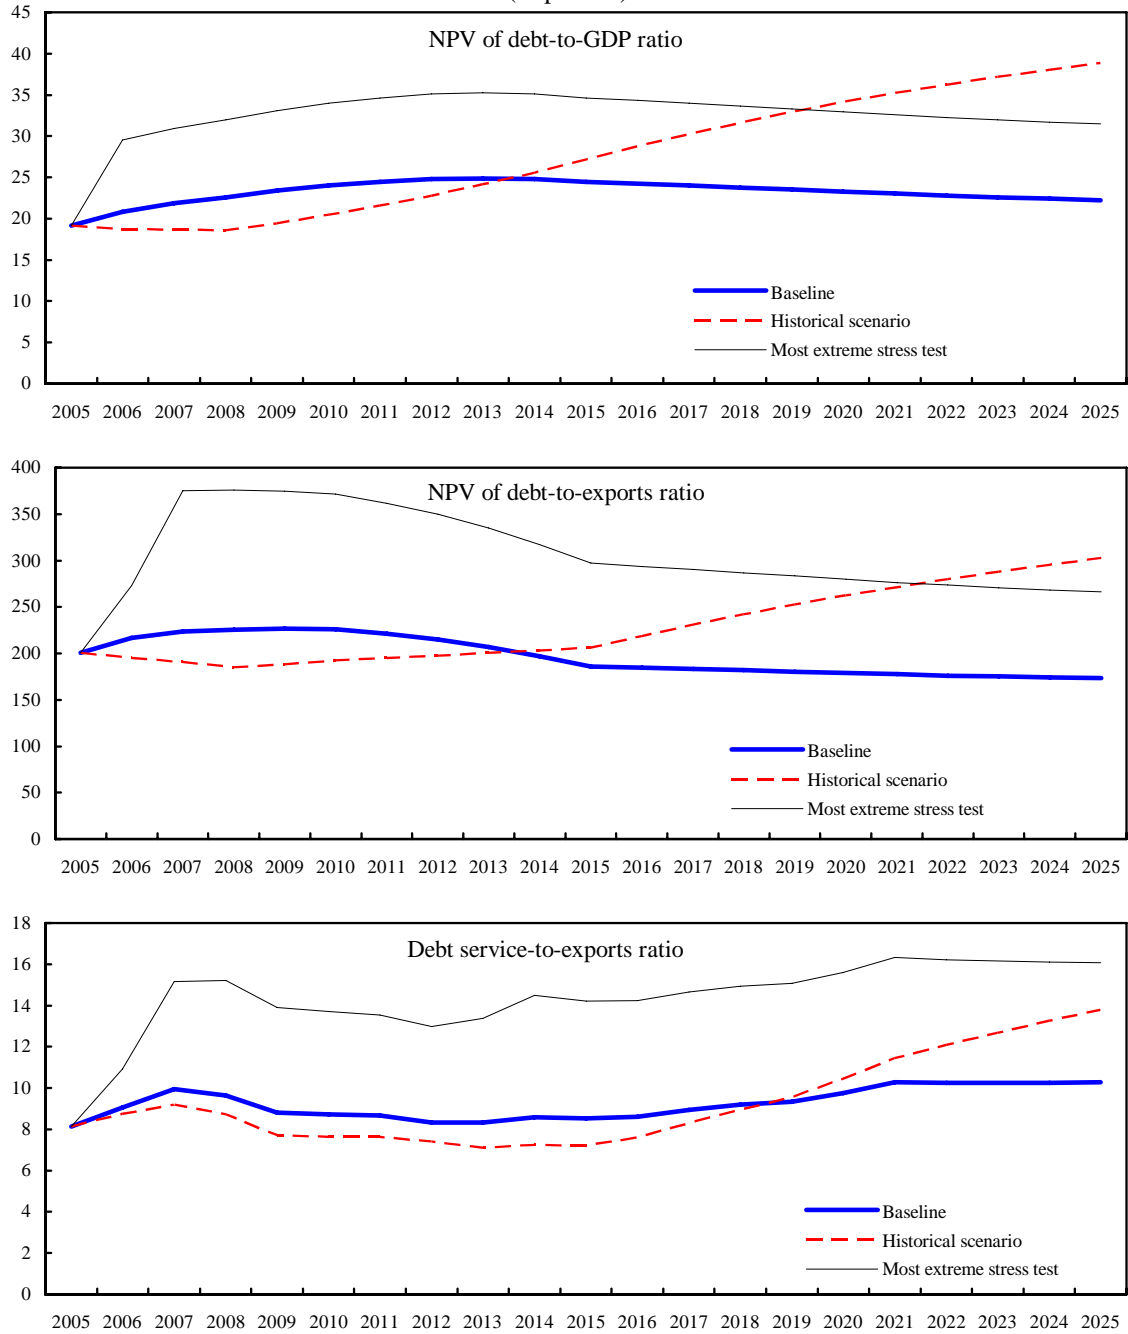 45
NPV of debt-to-GDP ratio
40
35
30
25
20
15
10
5
0
Baseline
Historical scenario
Most extreme stress test
2005 2006 2007 2008 2009 2010 2011 2012 2013 2014 2015 2016 2017 2018 2019 2020 2021 2022 2023 2024 2025
400
NPV of debt-to-exports ratio
350
300
250
200
150
100
50
0
Baseline
Historical scenario
Most extreme stress test
2005 2006 2007 2008 2009 2010 2011 2012 2013 2014 2015 2016 2017 2018 2019 2020 2021 2022 2023 2024 2025
18
Debt service-to-exports ratio
16
14
12
10
8
6
4
2
0
Baseline
Historical scenario
Most extreme stress test
2005 2006 2007 2008 2009 2010 2011 2012 2013 2014 2015 2016 2017 2018 2019 2020 2021 2022 2023 2024 2025